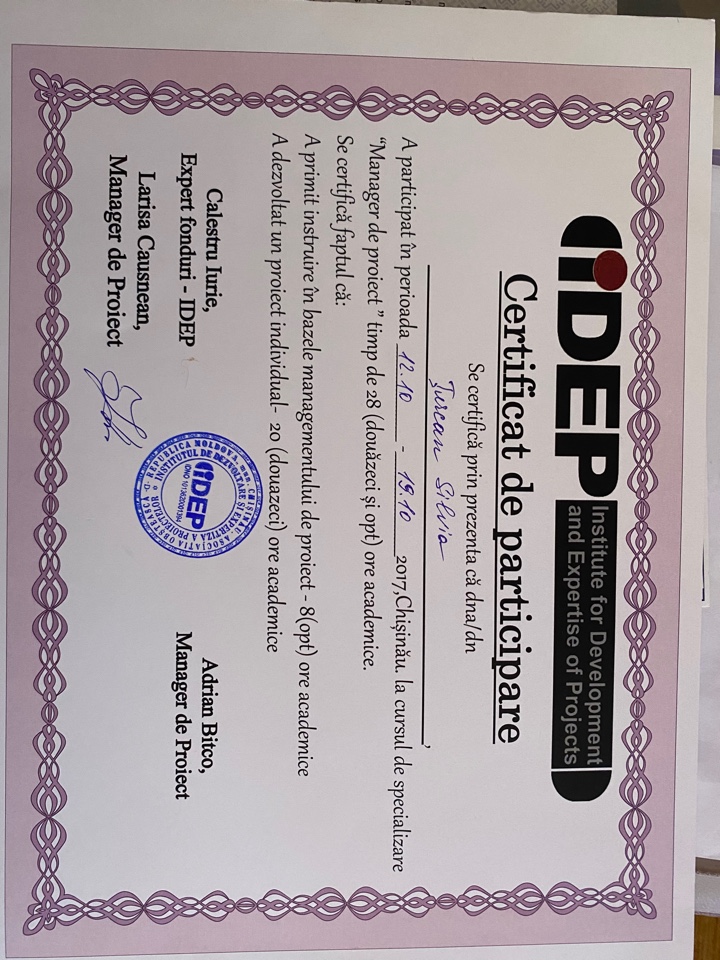 iDEP Institute for Development
and Expertise of Projects
Certificat de participare
Se certifică prin prezenta că dna/dn
Țurcan Silvia,
A participat în perioada 12.10 - 19.10 2017,Chișinău. la cursul de specializare
“Manager de proiect ” timp de 28 (douăzeci și opt) ore academice.
Se certifică faptul că:
A primit instruire în bazele managementului de proiect - 8(opt) ore academice
A dezvoltat un proiect individual- 20 (douazeci) ore academice
Calestru Iurie,
Expert fonduri - IDEP
Larisa Causnean,
Manager de Proiect
REPUBLICA MOLDOVA, mun. CHIȘINĂU ASOCIAȚIA OBȘTEASCĂ
INSTITUTUL DE DEZVOLTARE ȘI EXPERTIZĂ A PROIECTELOR
iDEP
IDNO 1013620001394
-D-
Adrian Bitco,
Manager de Proiect